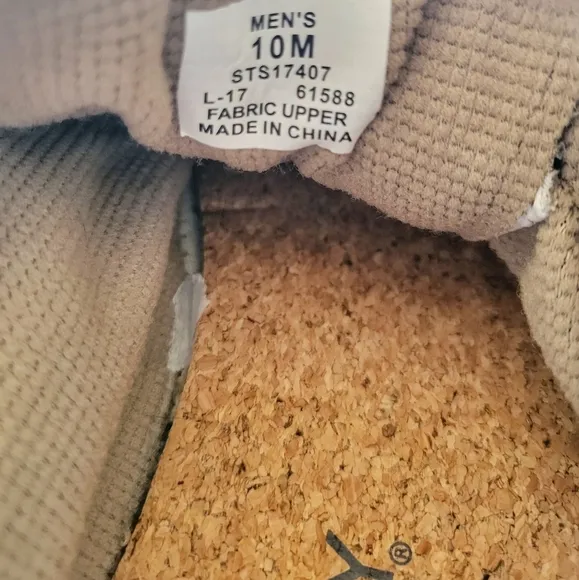 MEN'S
10M
STS17407
L-17 61588
FABRIC UPPER
MADE IN CHINA
Y®